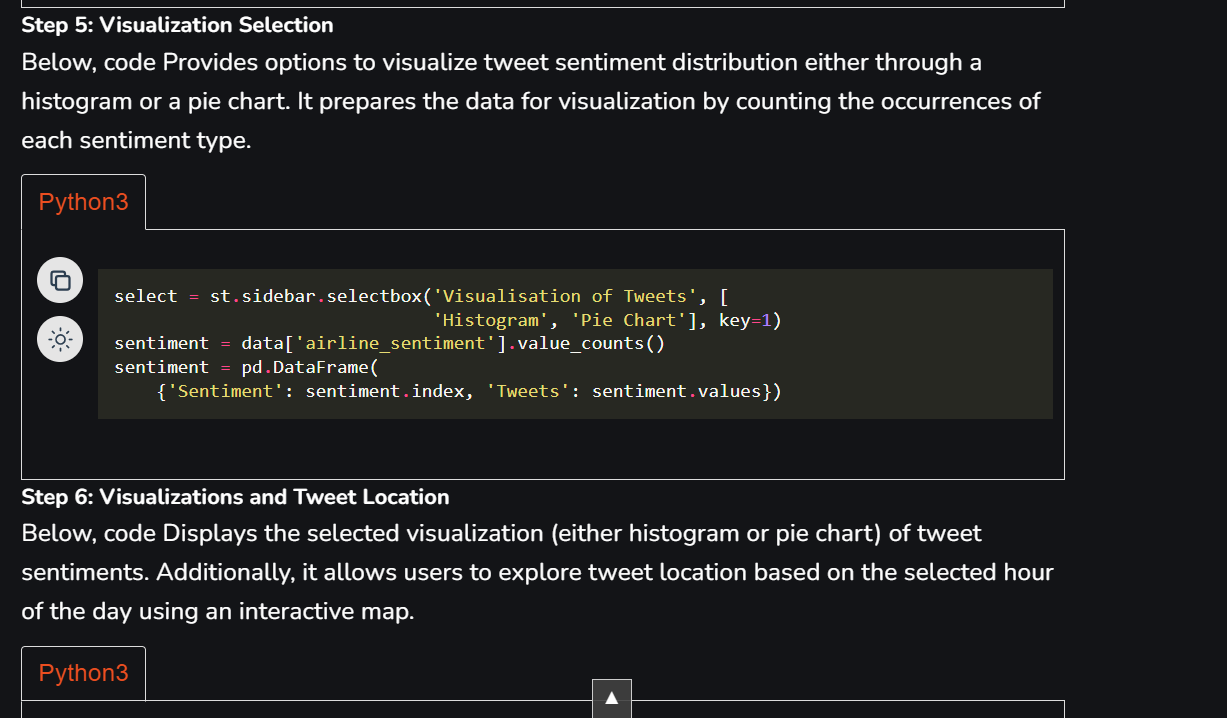 Step 5: Visualization Selection
Below, code Provides options to visualize tweet sentiment distribution either through a
histogram or a pie chart. It prepares the data for visualization by counting the occurrences of
each sentiment type.
Python3
select = st.sidebar.selectbox('Visualisation of Tweets', [
                              'Histogram', 'Pie Chart'], key=1)
sentiment = data['airline_sentiment'].value_counts()
sentiment = pd.DataFrame(
    {'Sentiment': sentiment.index, 'Tweets': sentiment.values})
Step 6: Visualizations and Tweet Location
Below, code Displays the selected visualization (either histogram or pie chart) of tweet
sentiments. Additionally, it allows users to explore tweet location based on the selected hour
of the day using an interactive map.
Python3